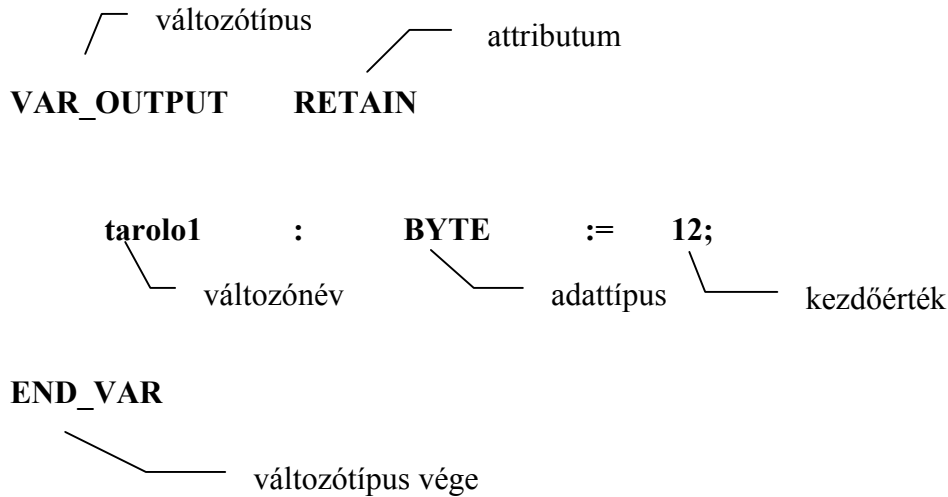 változótípus
attributum
VAR_OUTPUT RETAIN
tarolo1 : BYTE := 12;
változónév adattípus kezdőérték
END_VAR
változótípus vége